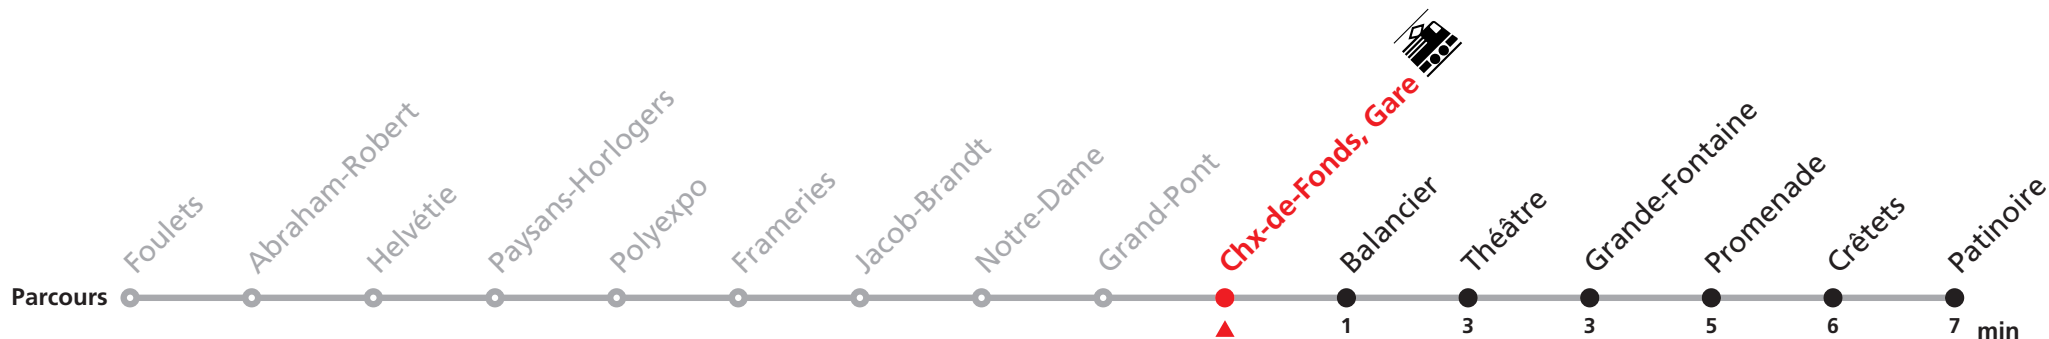 Foulets
Abraham-Robert
Helvétie
Paysans-Horlogers
Polyexpo
Frameries
Jacob-Brandt
Notre-Dame
Grand-Pont
Chx-de-Fonds, Gare
Balancier
Théâtre
Grande-Fontaine
Promenade
Crêtets
Patinoire
Parcours
1 3 3 5 6 7 min